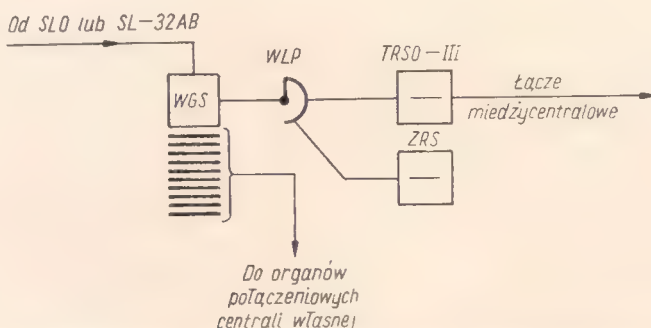 Od SLO lub SL-32AB
WLP
TRSO-III
WGS
Łącze
międzycentralowe
ZRS
Do organów
połączeniowych
centrali własnej